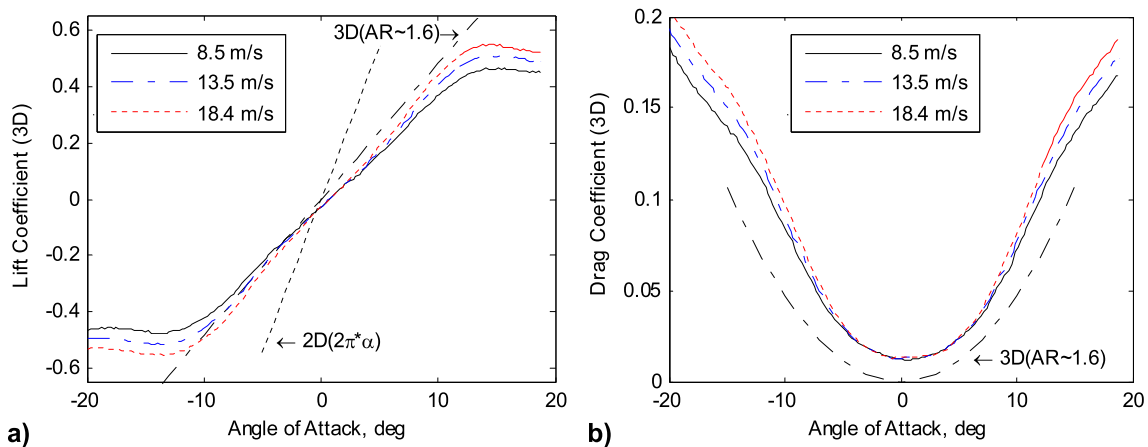 0.6
0.4
0.2
0
-0.2
-0.4
-0.6
-20
-10
0
10
20
Lift Coefficient (3D)
Angle of Attack, deg
8.5 m/s
13.5 m/s
18.4 m/s
3D(AR~1.6)→
← 2D(2π*α)
a)
0.2
0.15
0.1
0.05
0
-20
-10
0
10
20
Drag Coefficient (3D)
Angle of Attack, deg
8.5 m/s
13.5 m/s
18.4 m/s
← 3D(AR~1.6)
b)